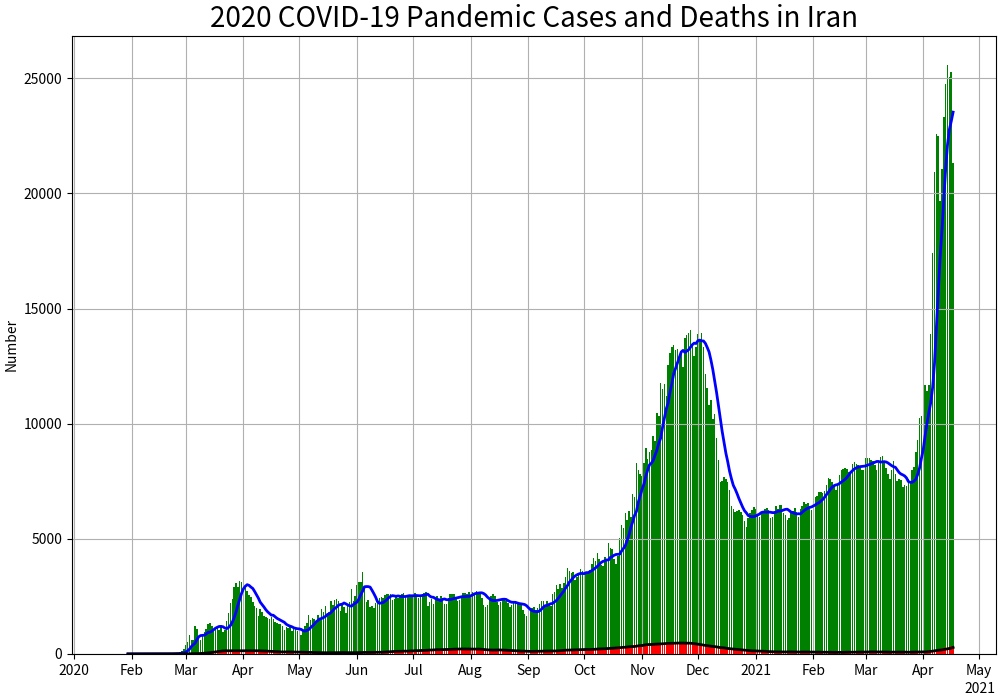 2020 COVID-19 Pandemic Cases and Deaths in Iran
Number
25000
20000
15000
10000
5000
0
2020 Feb Mar Apr May Jun Jul Aug Sep Oct Nov Dec 2021 Feb Mar Apr May
2021